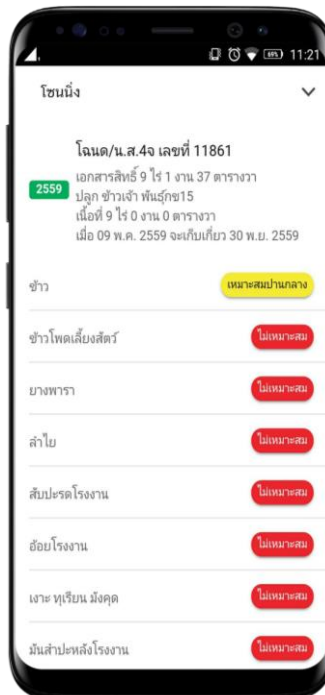 69%
11:21
โซนนิ่ง
โฉนด/น.ส.4จ เลขที่ 11861
2559
เอกสารสิทธิ์ 9 ไร่ 1 งาน 37 ตารางวา
ปลูก ข้าวเจ้า พันธุ์กข15
เนื้อที่ 9 ไร่ 0 งาน 0 ตารางวา
เมื่อ 09 พ.ค. 2559 จะเก็บเกี่ยว 30 พ.ย. 2559
ข้าว
เหมาะสมปานกลาง
ข้าวโพดเลี้ยงสัตว์
ไม่เหมาะสม
ยางพารา
ไม่เหมาะสม
ลำไย
ไม่เหมาะสม
สับปะรดโรงงาน
ไม่เหมาะสม
อ้อยโรงงาน
ไม่เหมาะสม
เงาะ ทุเรียน มังคุด
ไม่เหมาะสม
มันสำปะหลังโรงงาน
ไม่เหมาะสม